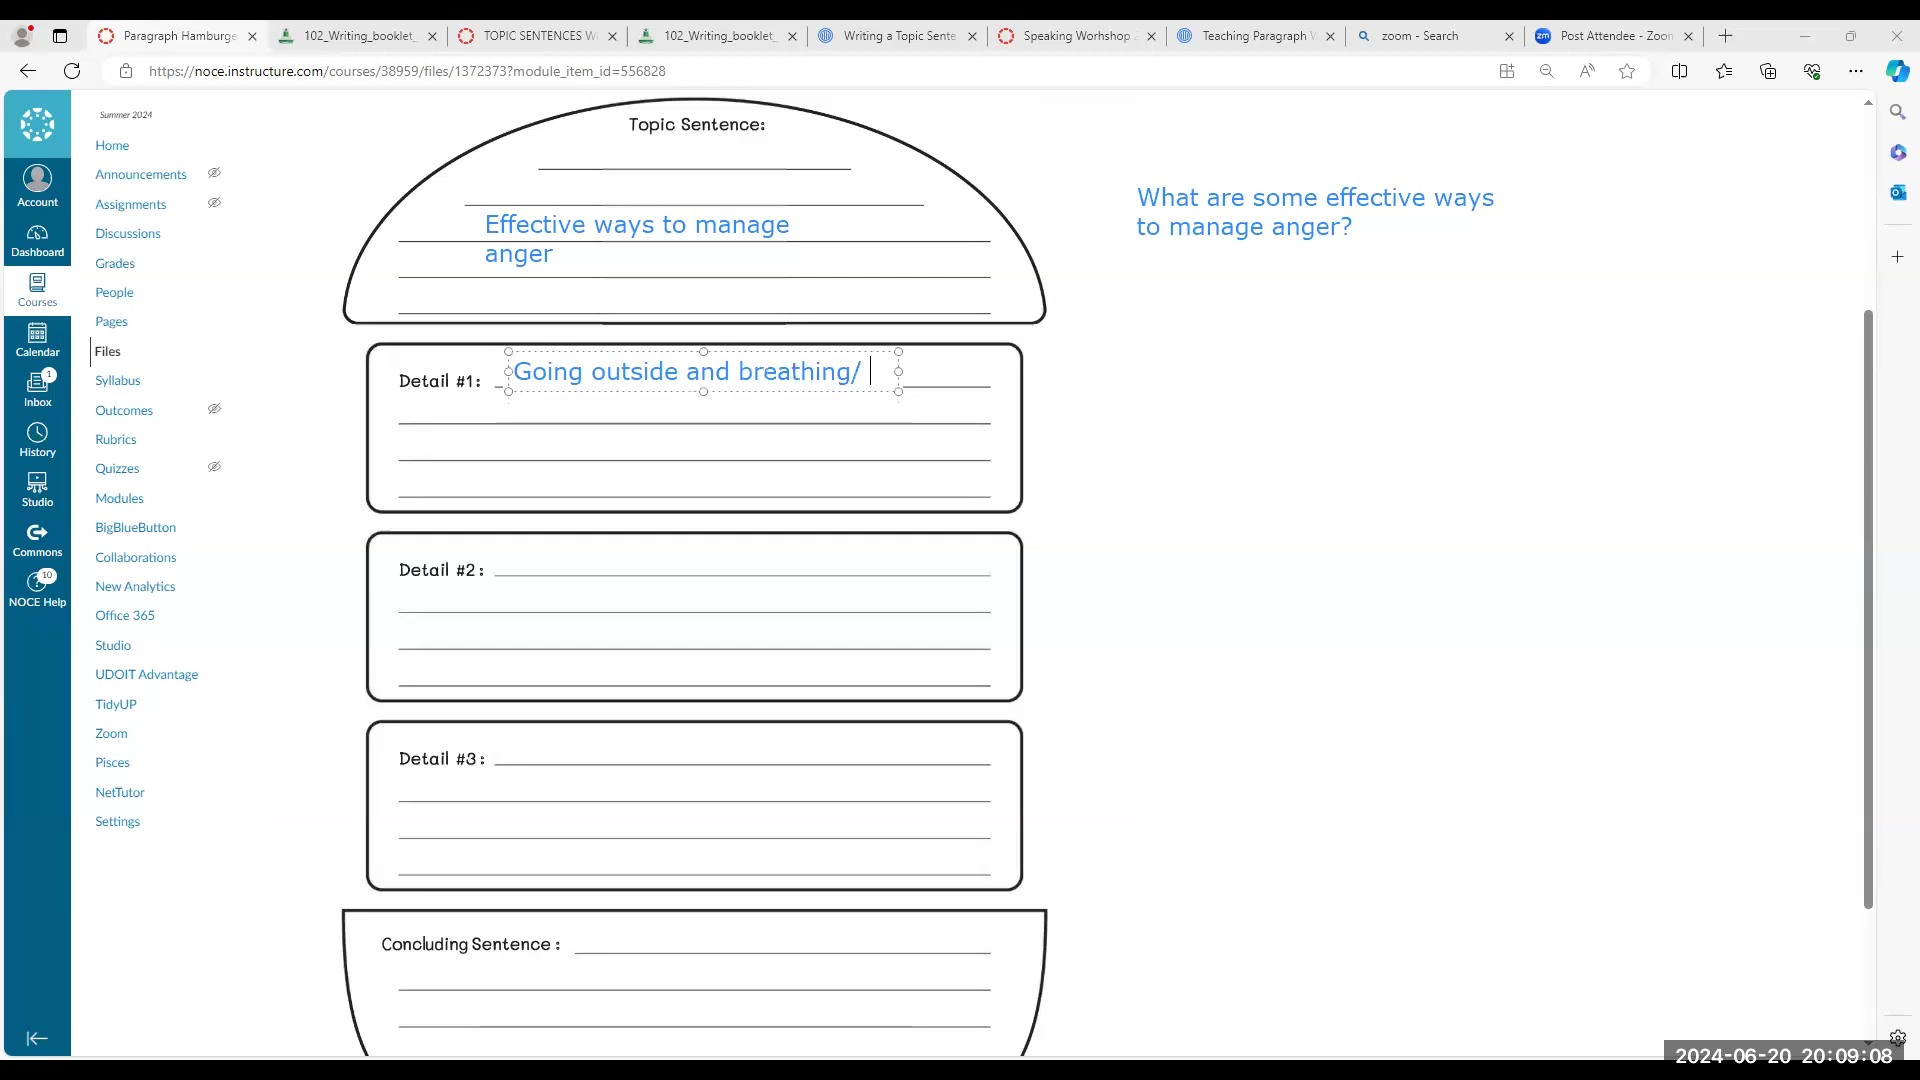 Paragraph Hamburge
102_Writing_booklet_
TOPIC SENTENCES W
102_Writing_booklet_
Writing a Topic Sente
Speaking Worhshop
Teaching Paragraph W
zoom - Search
Post Attendee - Zoon
https://noce.instructure.com/courses/38959/files/1372373?module_item_id=556828
Summer 2024
Home
Announcements
Assignments
Discussions
Grades
People
Pages
Files
Syllabus
Outcomes
Rubrics
Quizzes
Modules
BigBlueButton
Collaborations
New Analytics
Office 365
Studio
UDOIT Advantage
TidyUP
Zoom
Pisces
NetTutor
Settings
Account
Dashboard
Courses
Calendar
1
Inbox
History
Studio
Commons
10
NOCE Help
Topic Sentence:
Effective ways to manage
anger
What are some effective ways
to manage anger?
Detail #1: Going outside and breathing/
Detail #2:
Detail #3:
Concluding Sentence :
2024-06-20 20:09:08